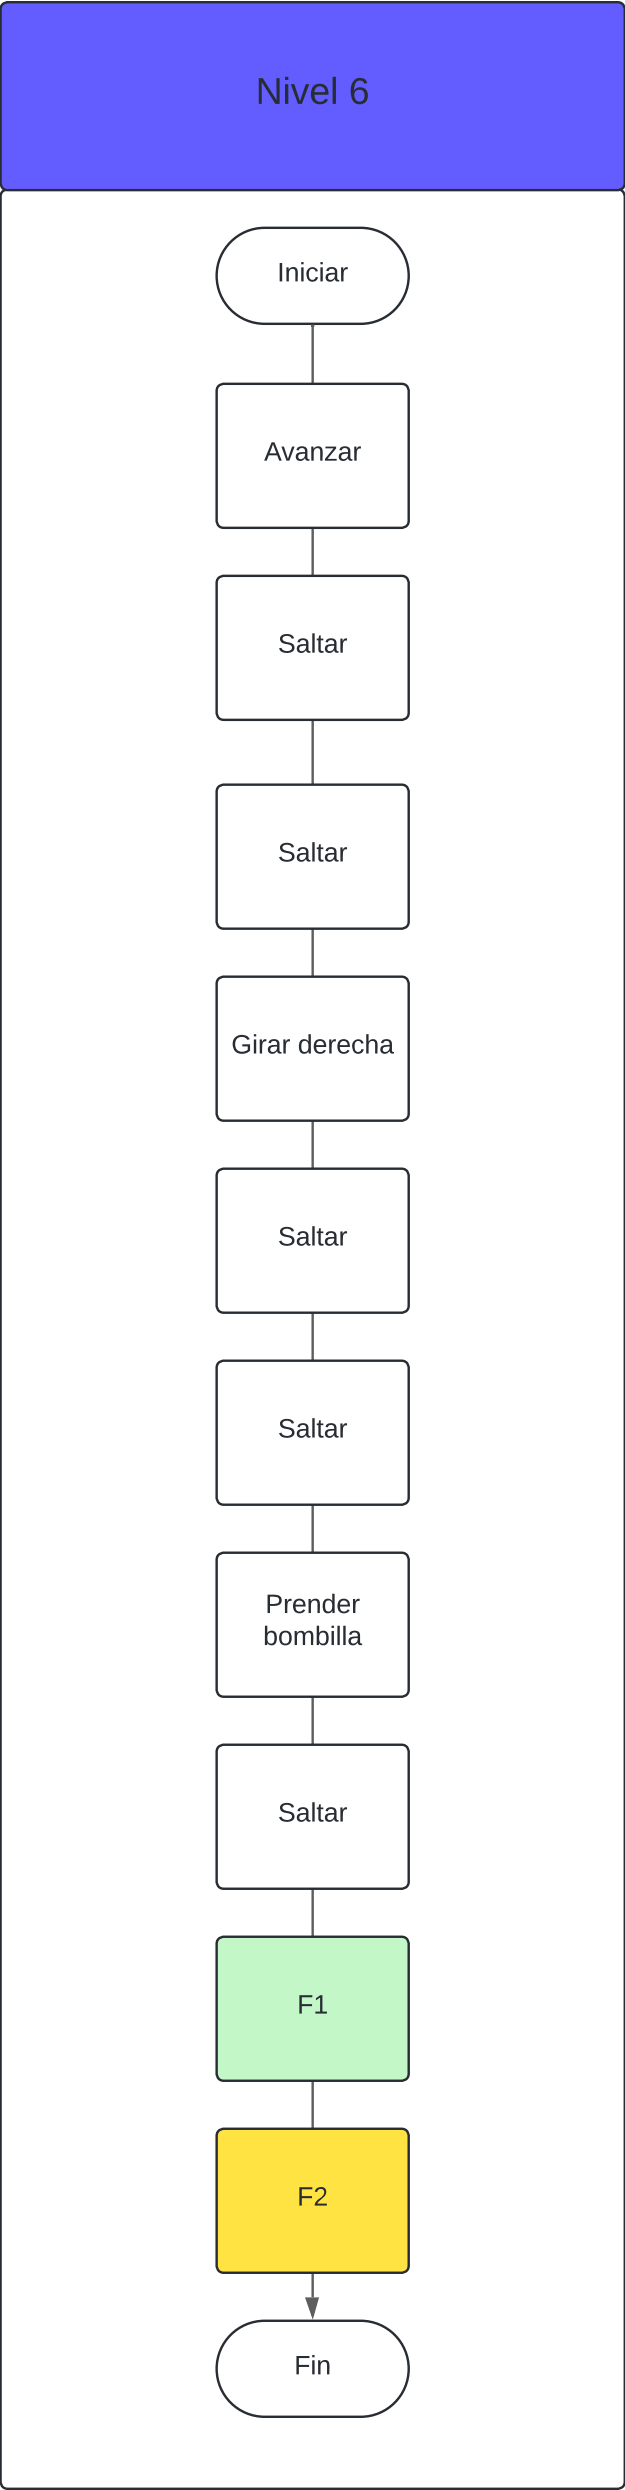 Nivel 6
Iniciar
Avanzar
Saltar
Saltar
Girar derecha
Saltar
Saltar
Prender
bombilla
Saltar
F1
F2
Fin